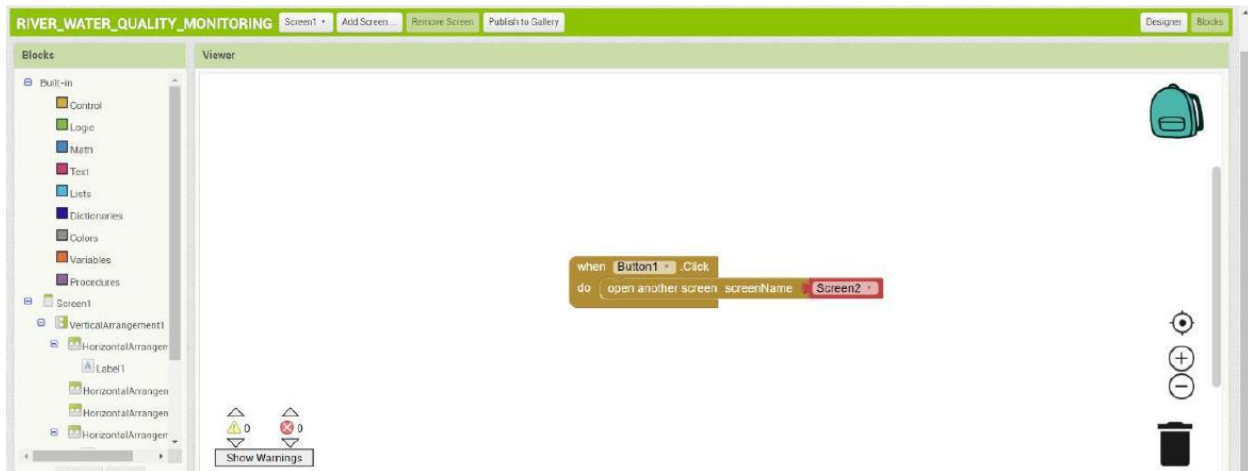 RIVER_WATER_QUALITY_MONITORING Screen1 Add Screen ... Remove Screen Publish to Gallery Designer Blocks
Blocks
Viewer
Built-in
Control
Logic
Math
Text
Lists
Dictionaries
Colors
Variables
Procedures
Screen1
VerticalArrangement1
HorizontalArrangen
Label1
HorizontalArrangen
HorizontalArrangen
HorizontalArrangen
when Button1 .Click
do open another screen screenName Screen2
0 0
Show Warnings